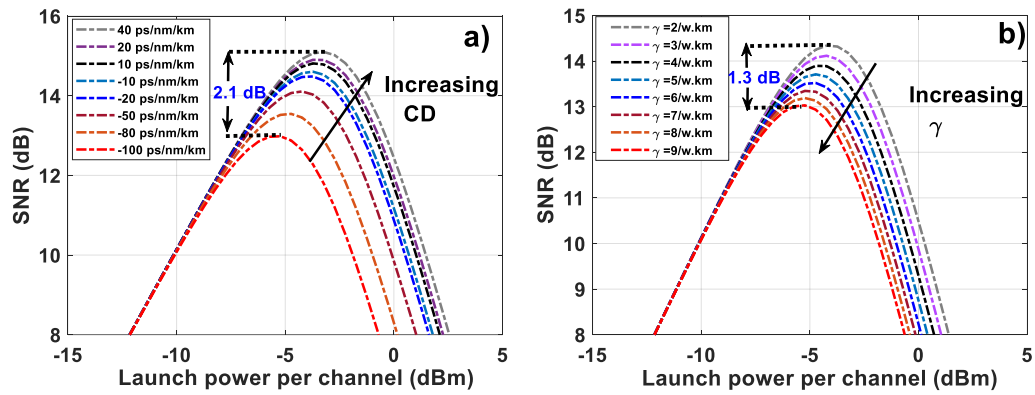 16
14
12
10
8
-15
-10
-5
0
5
SNR (dB)
Launch power per channel (dBm)
40 ps/nm/km
20 ps/nm/km
10 ps/nm/km
-10 ps/nm/km
-20 ps/nm/km
-50 ps/nm/km
-80 ps/nm/km
-100 ps/nm/km
2.1 dB
a)
Increasing
CD
15
14
13
12
11
10
9
8
-15
-10
-5
0
5
SNR (dB)
Launch power per channel (dBm)
γ =2/w.km
γ =3/w.km
γ =4/w.km
γ =5/w.km
γ =6/w.km
γ =7/w.km
γ =8/w.km
γ =9/w.km
1.3 dB
b)
Increasing
γ